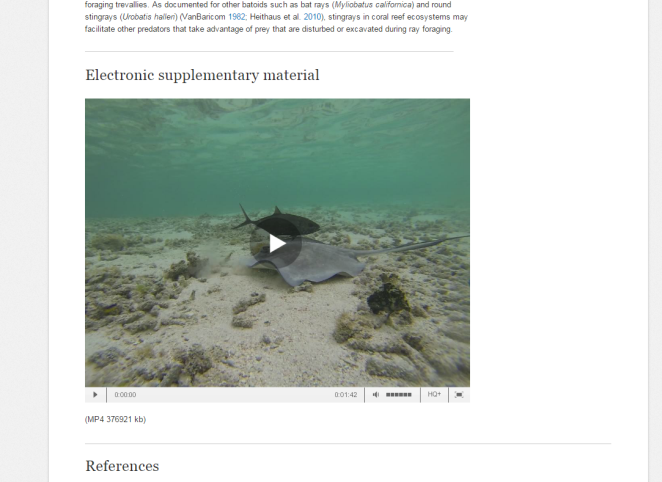 foraging trevallies. As documented for other batoids such as bat rays (Myliobatus californica) and round
stingrays (Urobatis halleri) (VanBaricom 1982; Heithaus et al. 2010), stingrays in coral reef ecosystems may
facilitate other predators that take advantage of prey that are disturbed or excavated during ray foraging.
Electronic supplementary material
0:00:00 0:01:42 HQ+
(MP4 376921 kb)
References